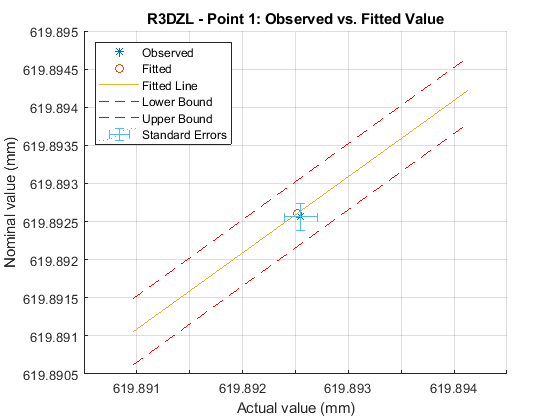 R3DZL - Point 1: Observed vs. Fitted Value
Nominal value (mm)
619.895
619.8945
619.894
619.8935
619.893
619.8925
619.892
619.8915
619.891
619.8905
Observed
Fitted
Fitted Line
Lower Bound
Upper Bound
Standard Errors
619.891
619.892
619.893
619.894
Actual value (mm)